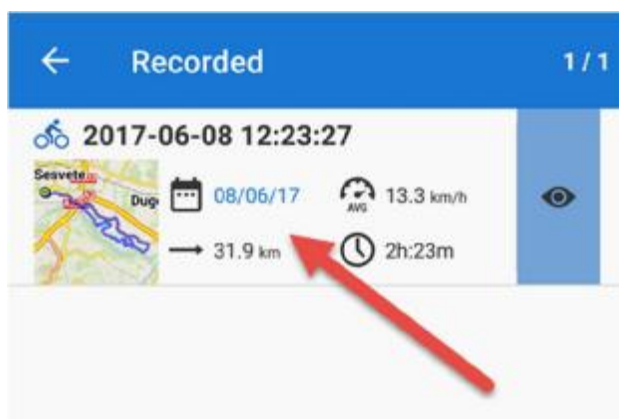 Recorded 1 / 1
2017-06-08 12:23:27
Sesvete
Dug
08/06/17 AVG 13.3 km/h
31.9 km 2h:23m